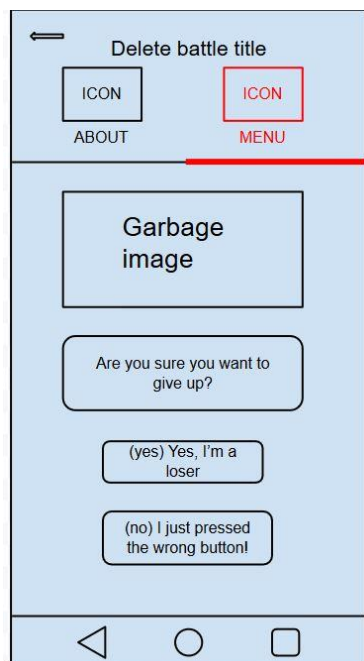 Delete battle title
ICON
ICON
ABOUT
MENU
Garbage
image
Are you sure you want to
give up?
(yes) Yes, I'm a
loser
(no) I just pressed
the wrong button!